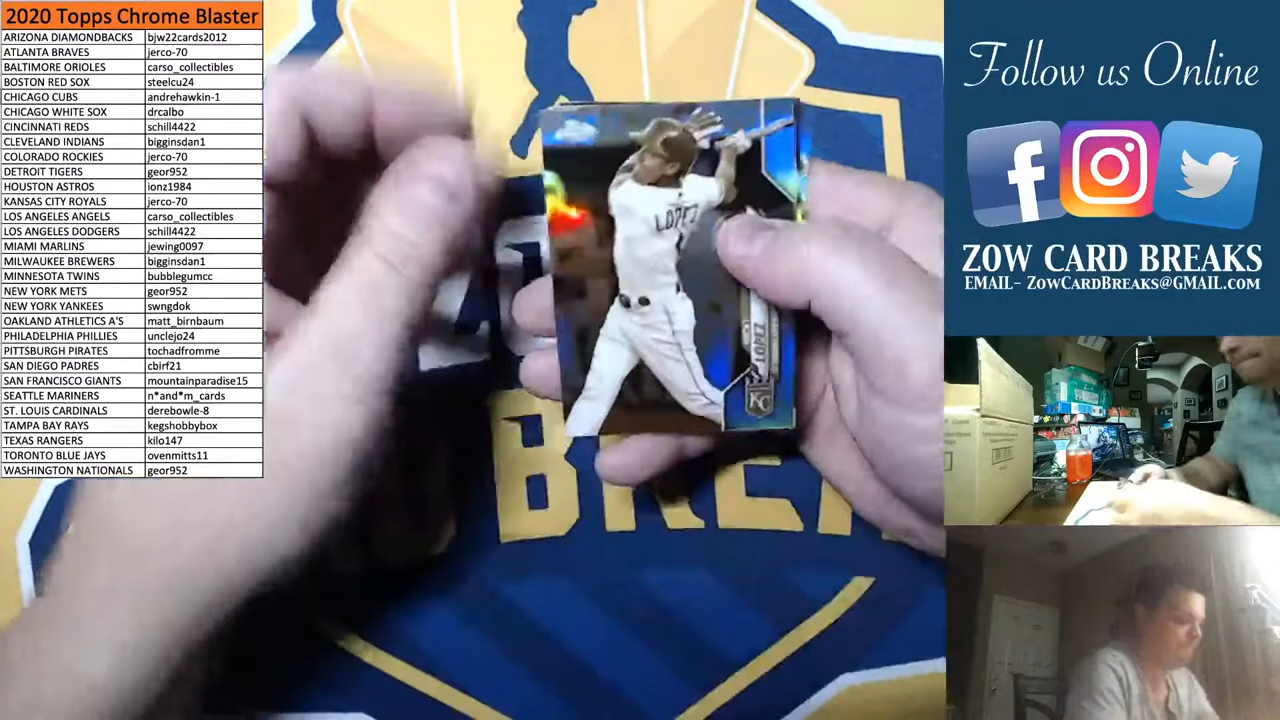 2020 Topps Chrome Blaster
ARIZONA DIAMONDBACKS bjw22cards2012
ATLANTA BRAVES jerco-70
BALTIMORE ORIOLES carso_collectibles
BOSTON RED SOX steelcu24
CHICAGO CUBS andrehawkin-1
CHICAGO WHITE SOX drcalbo
CINCINNATI REDS schill4422
CLEVELAND INDIANS bigginsdan1
COLORADO ROCKIES jerco-70
DETROIT TIGERS geor952
HOUSTON ASTROS ionz1984
KANSAS CITY ROYALS jerco-70
LOS ANGELES ANGELS carso_collectibles
LOS ANGELES DODGERS schill4422
MIAMI MARLINS jewing0097
MILWAUKEE BREWERS bigginsdan1
MINNESOTA TWINS bubblegumcc
NEW YORK METS geor952
NEW YORK YANKEES swngdok
OAKLAND ATHLETICS A'S matt_birnbaum
PHILADELPHIA PHILLIES unclejo24
PITTSBURGH PIRATES tochadfromme
SAN DIEGO PADRES cbirf21
SAN FRANCISCO GIANTS mountainparadise15
SEATTLE MARINERS n*and*m_cards
ST. LOUIS CARDINALS derebowle-8
TAMPA BAY RAYS kegshobbybox
TEXAS RANGERS kilo147
TORONTO BLUE JAYS ovenmitts11
WASHINGTON NATIONALS geor952
LOPEZ
LOPEZ
KC
BREA
Follow us Online
ZOW CARD BREAKS
EMAIL- ZOWCARDBREAKS@GMAIL.COM